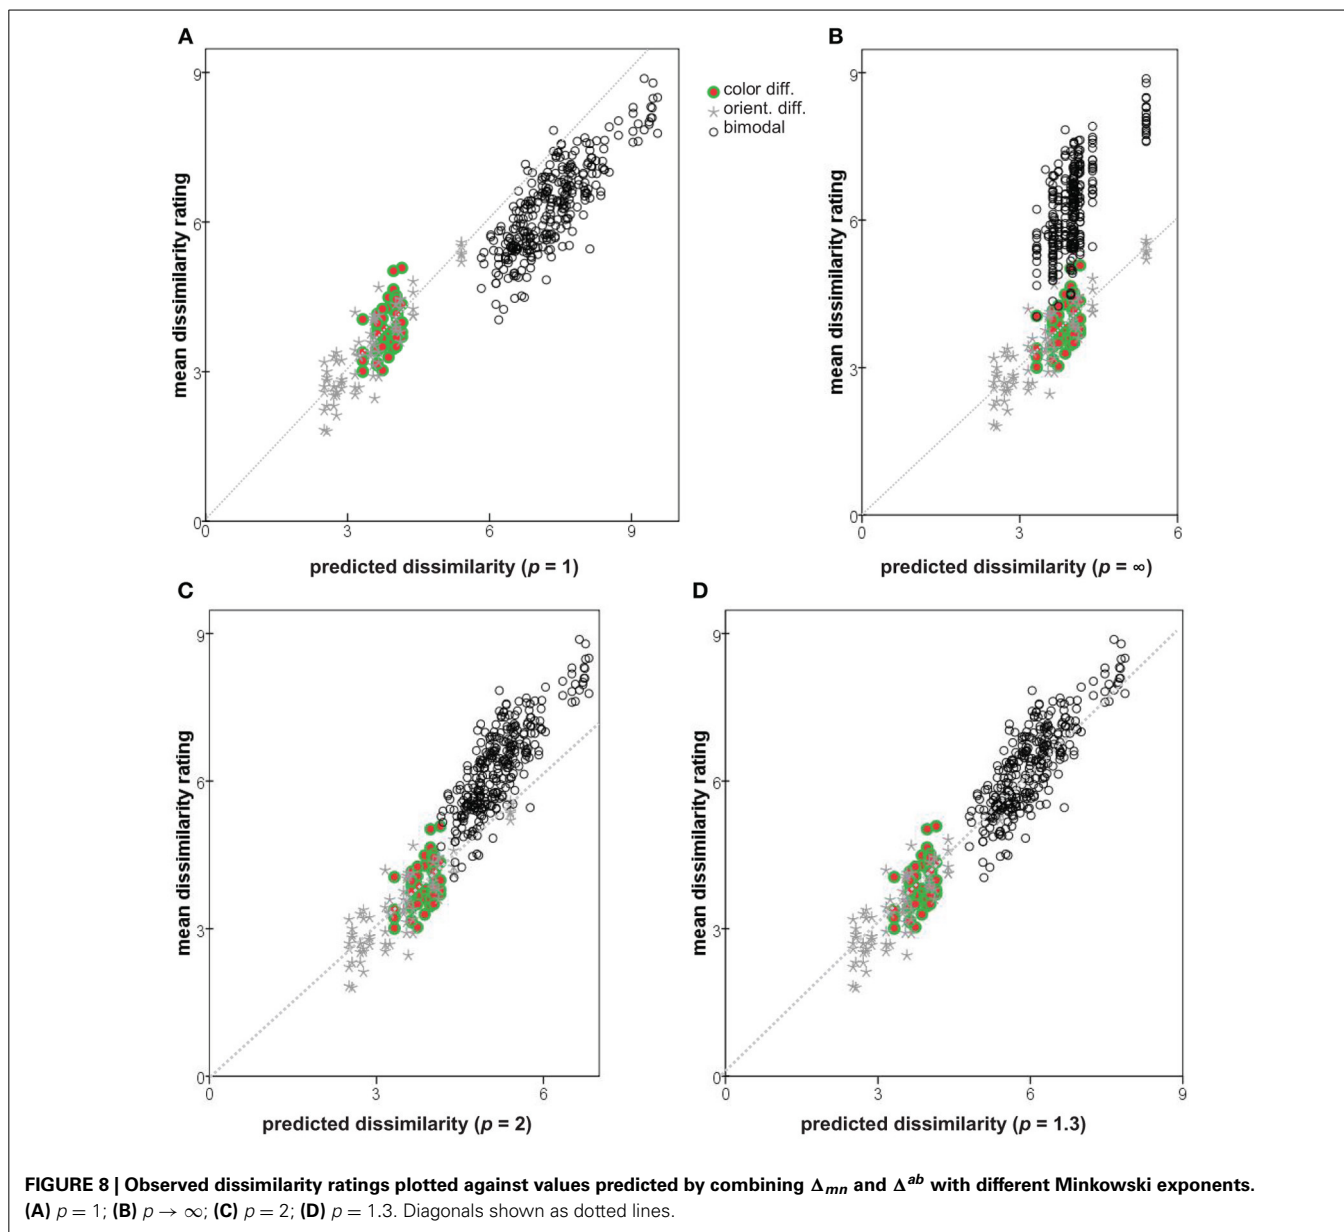 A
9
6
3
0
0 3 6 9
mean dissimilarity rating
predicted dissimilarity (p = 1)
color diff.
orient. diff.
bimodal
B
9
6
3
0
0 3 6
mean dissimilarity rating
predicted dissimilarity (p = ∞)
C
9
6
3
0
0 3 6
mean dissimilarity rating
predicted dissimilarity (p = 2)
D
9
6
3
0
0 3 6 9
mean dissimilarity rating
predicted dissimilarity (p = 1.3)
FIGURE 8 | Observed dissimilarity ratings plotted against values predicted by combining Δmn and Δab with different Minkowski exponents.
(A) p = 1; (B) p → ∞; (C) p = 2; (D) p = 1.3. Diagonals shown as dotted lines.